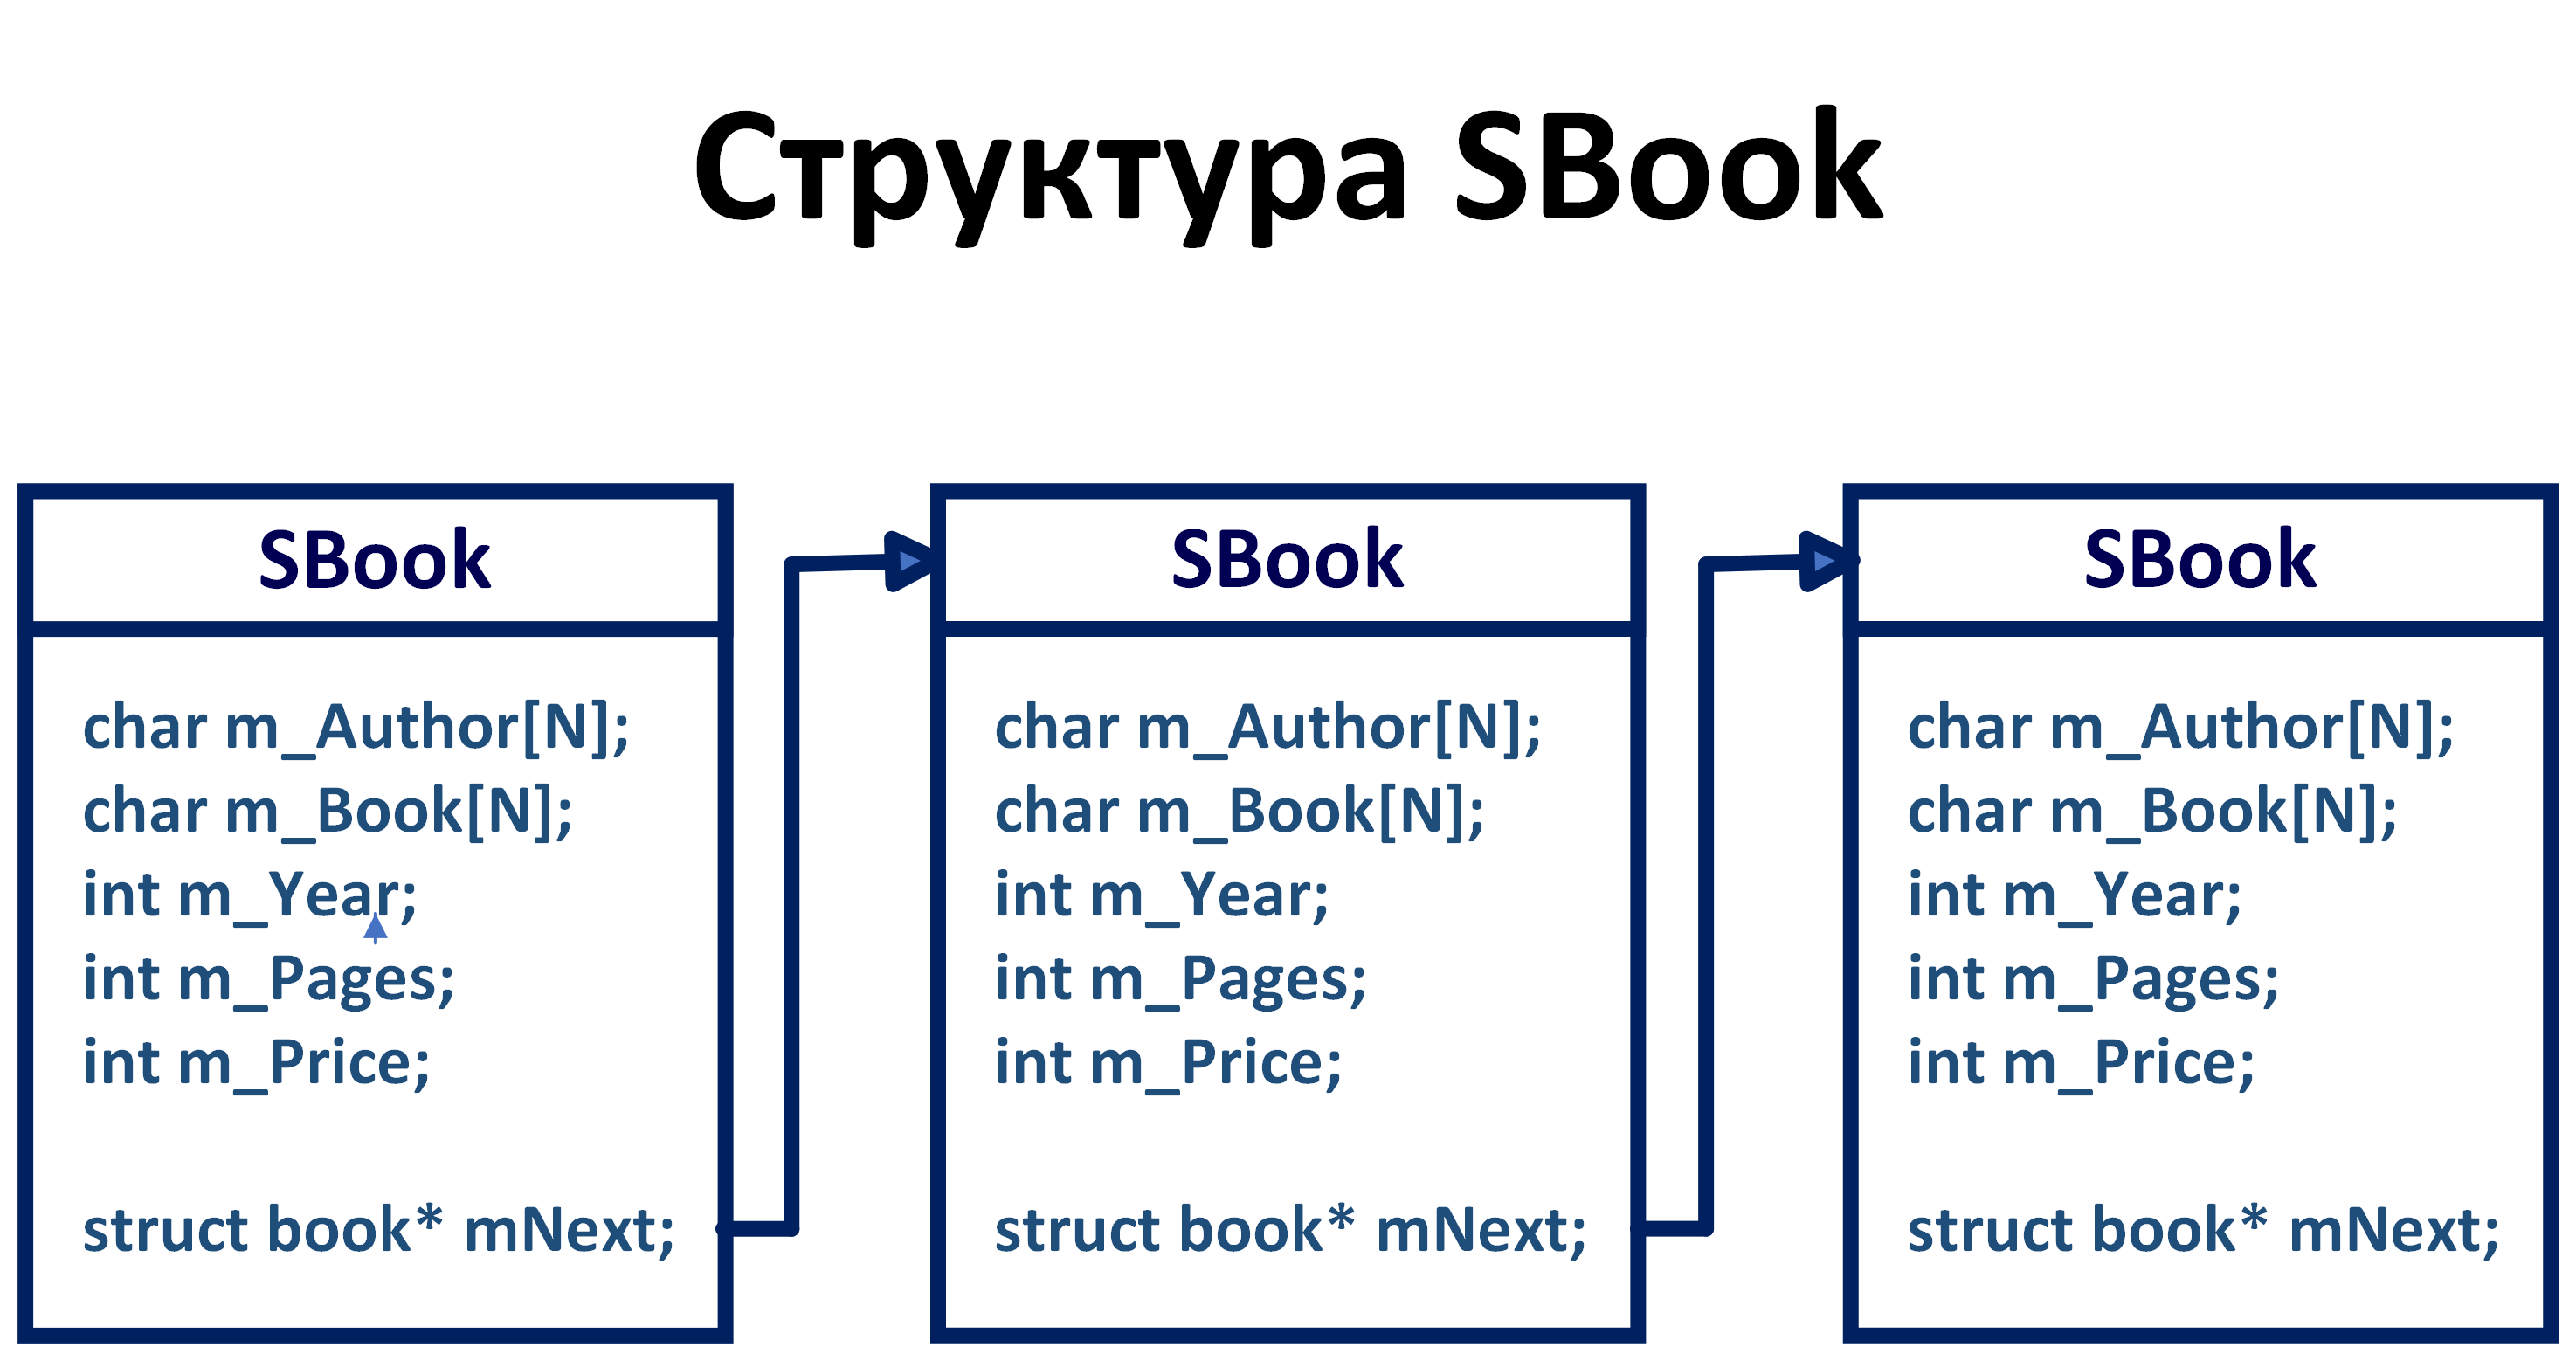 Структура SBook
SBook
char m_Author[N];
char m_Book[N];
int m_Year;
int m_Pages;
int m_Price;
struct book* mNext;
SBook
char m_Author[N];
char m_Book[N];
int m_Year;
int m_Pages;
int m_Price;
struct book* mNext;
SBook
char m_Author[N];
char m_Book[N];
int m_Year;
int m_Pages;
int m_Price;
struct book* mNext;